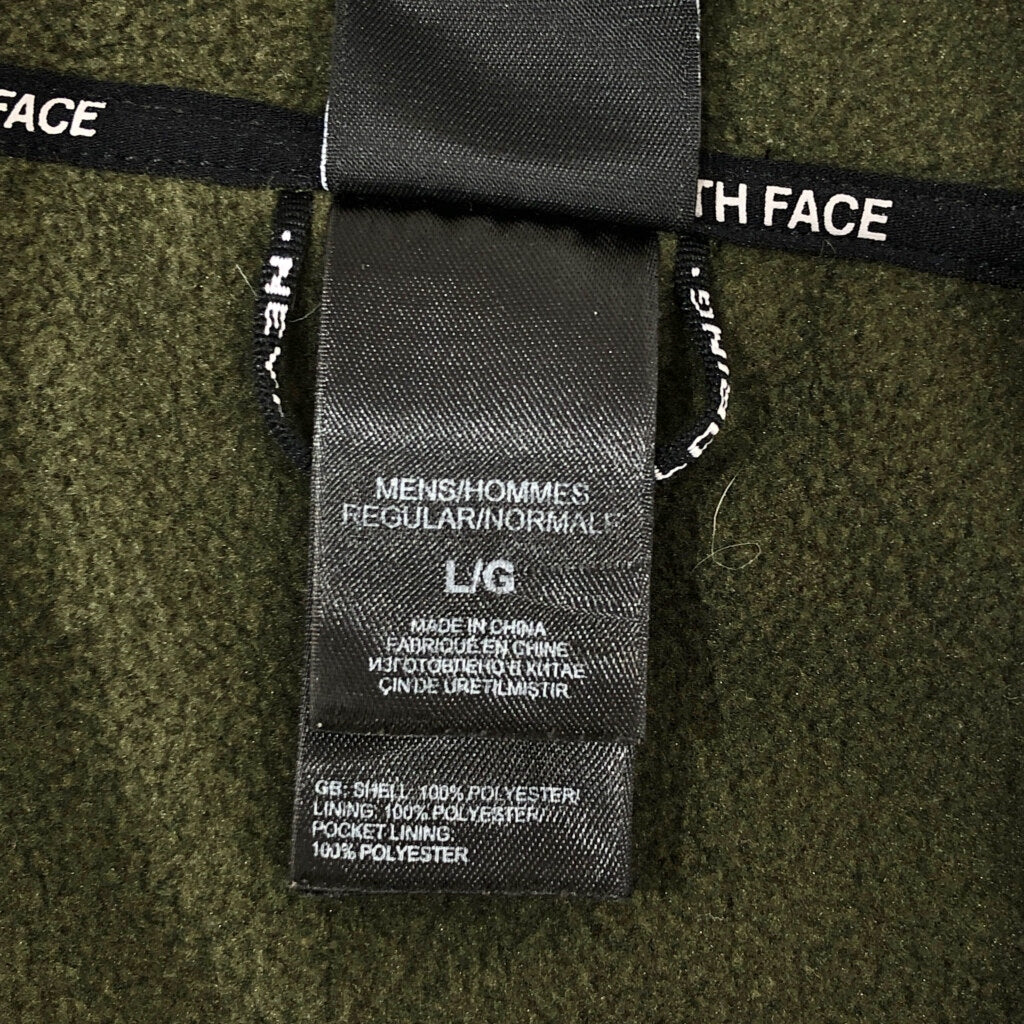 FACE
TH FACE
MENS/HOMMES
REGULAR/NORMALE
L/G
MADE IN CHINA
FABRIQUÉ EN CHINE
ИЗГОТОВЛЕНО В КИТАЕ
ÇIN'DE ÜRETILMIŞTIR
GB: SHELL: 100% POLYESTER/
LINING: 100% POLYESTER///
POCKET LINING:
100% POLYESTER